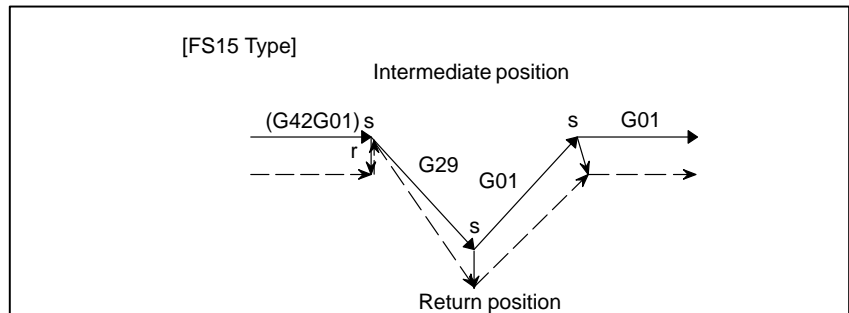 [FS15 Type]
Intermediate position
(G42G01) s
s
G01
r
G29
G01
s
Return position